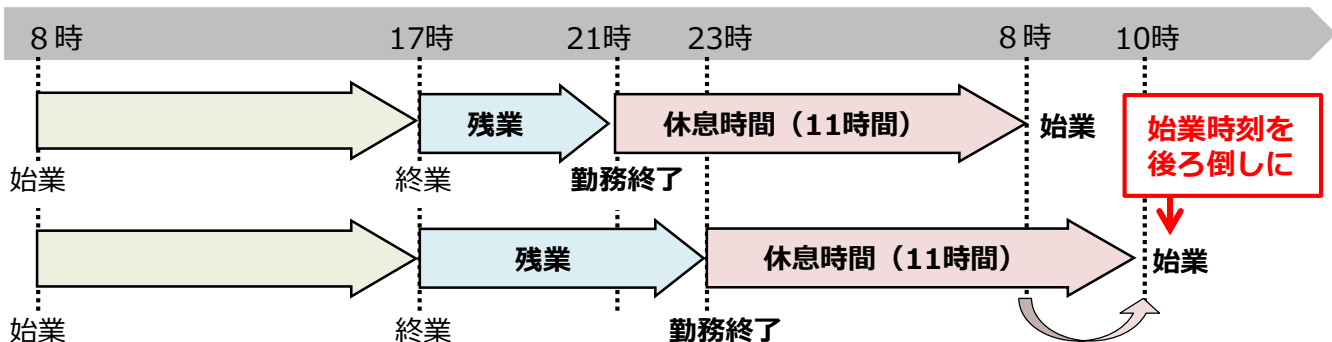 8時 17時 21時 23時 8時 10時
残業 休息時間(11時間) 始業
始業時刻を
後ろ倒しに
始業 終業 勤務終了
残業 休息時間(11時間) 始業
始業 終業 勤務終了